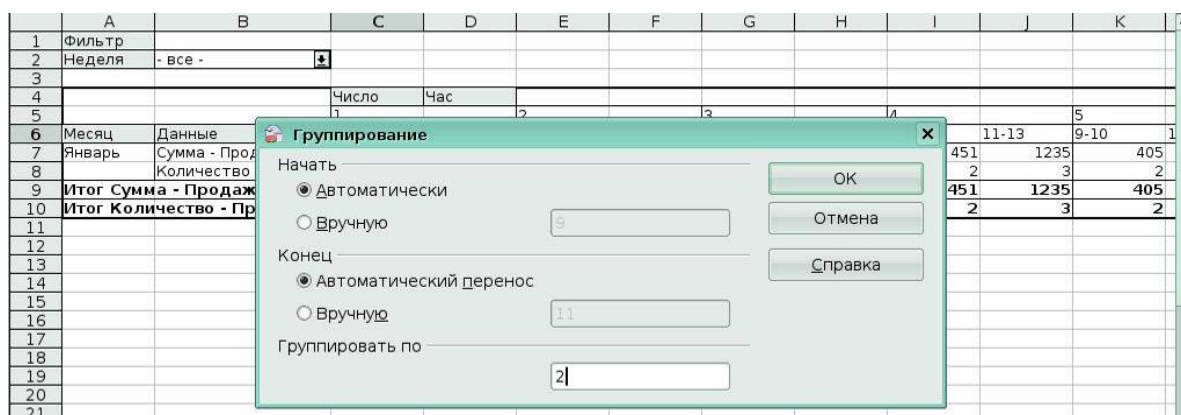 A B C D E F G H I J K
1 Фильтр
2 Неделя - все -
3
4 Число Час
5 1 2 3 4 5
6 Месяц Данные 11-13 9-10
7 Январь Сумма - Прод 451 1235 405
8 Количество 2 3 2
9 Итог Сумма - Продаж 451 1235 405
10 Итог Количество - Пр 2 3 2
11
12
13
14
15
16
17
18
19
20
21
Группирование
Начать
Автоматически
Вручную 9
Конец
Автоматический перенос
Вручную 11
Группировать по
2
OK
Отмена
Справка